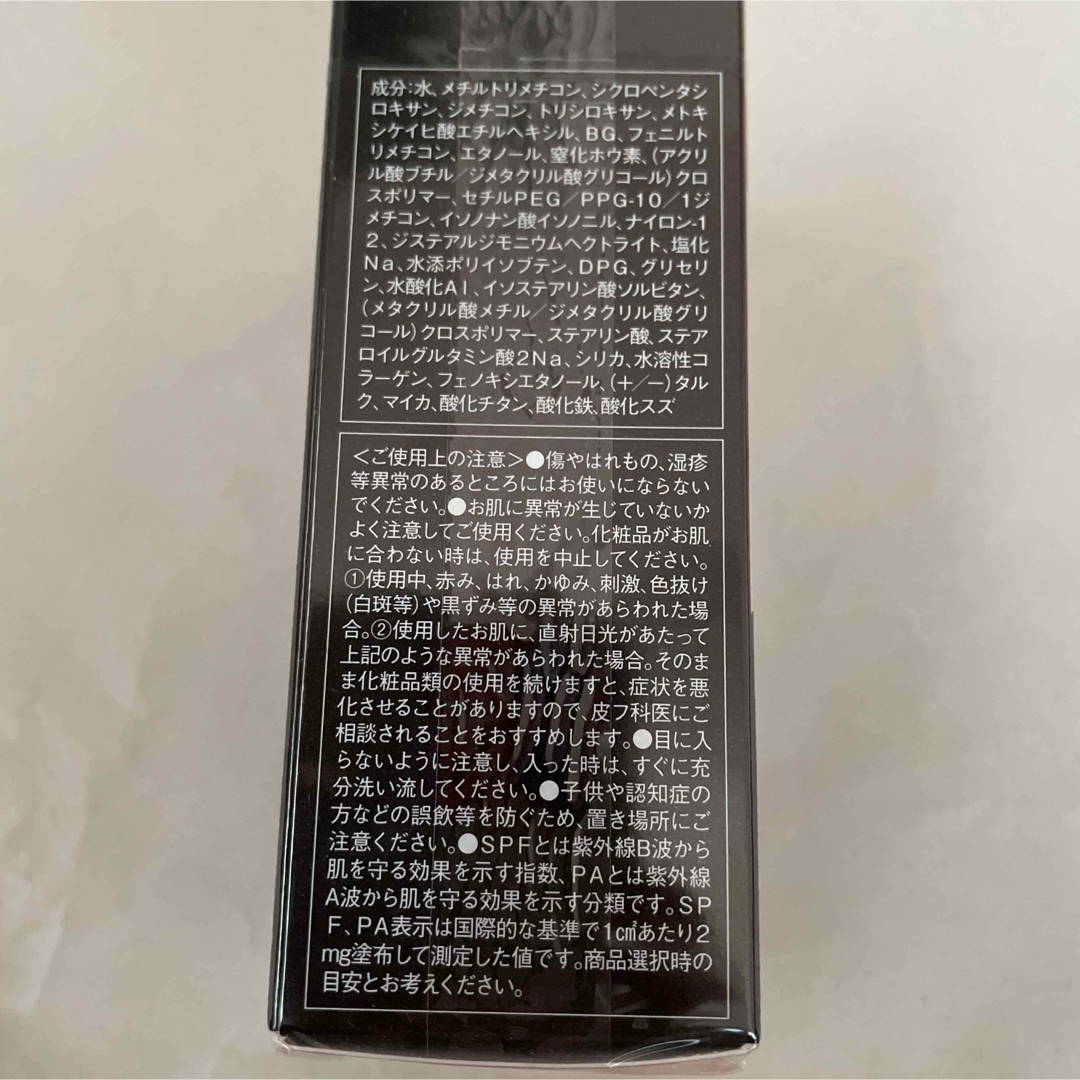 成分:水、メチルトリメチコン、シクロペンタシ
ロキサン、ジメチコン、トリシロキサン、メトキ
シケイヒ酸エチルヘキシル、BG、フェニルト
リメチコン、エタノール、窒化ホウ素、(アクリ
ル酸ブチル／ジメタクリル酸グリコール)クロ
スポリマー、セチルPEG／PPG-10／1ジ
メチコン、イソノナン酸イソノニル、ナイロン-1
2、ジステアルジモニウムヘクトライト、塩化
Na、水添ポリイソブテン、DPG、グリセリ
ン、水酸化Al、イソステアリン酸ソルビタン、
(メタクリル酸メチル／ジメタクリル酸グリ
コール)クロスポリマー、ステアリン酸、ステア
ロイルグルタミン酸2Na、シリカ、水溶性コ
ラーゲン、フェノキシエタノール、(+／−)タル
ク、マイカ、酸化チタン、酸化鉄、酸化スズ
＜ご使用上の注意＞●傷やはれもの、湿疹
等異常のあるところにはお使いにならない
でください。●お肌に異常が生じていないか
よく注意してご使用ください。化粧品がお肌
に合わない時は、使用を中止してください。
①使用中、赤み、はれ、かゆみ、刺激、色抜け
(白斑等)や黒ずみ等の異常があらわれた場
合。②使用したお肌に、直射日光があたって
上記のような異常があらわれた場合。そのま
ま化粧品類の使用を続けますと、症状を悪
化させることがありますので、皮フ科医にご
相談されることをおすすめします。●目に入
らないように注意し、入った時は、すぐに充
分洗い流してください。●子供や認知症の
方などの誤飲等を防ぐため、置き場所にご
注意ください。●SPFとは紫外線B波から
肌を守る効果を示す指数、PAとは紫外線
A波から肌を守る効果を示す分類です。SP
F、PA表示は国際的な基準で1㎠あたり2
mg塗布して測定した値です。商品選択時の
目安とお考えください。